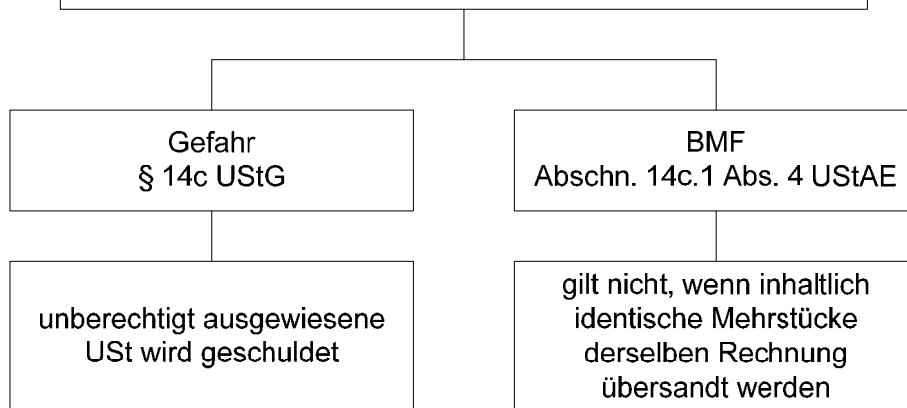 Gefahr
§ 14c UStG
BMF
Abschn. 14c.1 Abs. 4 UStAE
unberechtigt ausgewiesene
USt wird geschuldet
gilt nicht, wenn inhaltlich
identische Mehrstücke
derselben Rechnung
übersandt werden